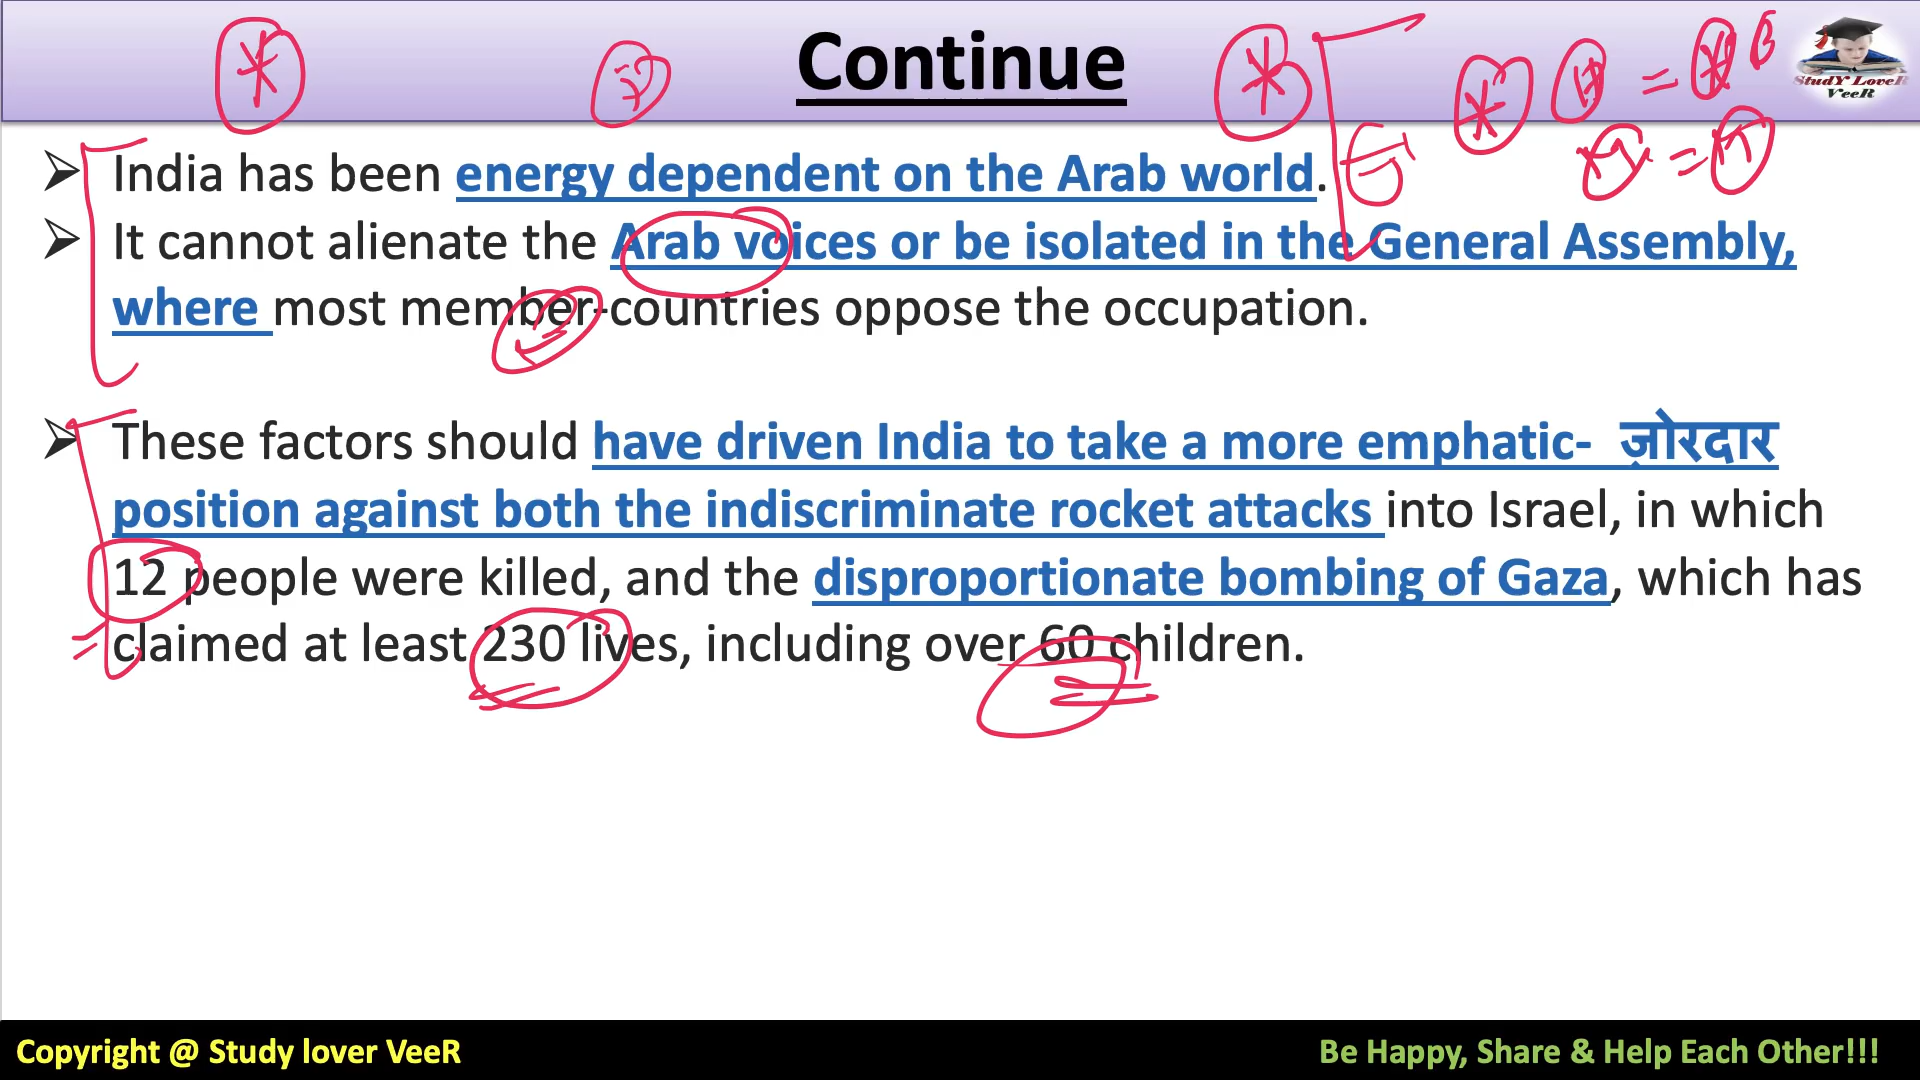 Continue
StudY LoveR
VeeR
India has been energy dependent on the Arab world.
It cannot alienate the Arab voices or be isolated in the General Assembly,
where most member-countries oppose the occupation.
These factors should have driven India to take a more emphatic- ज़ोरदार
position against both the indiscriminate rocket attacks into Israel, in which
12 people were killed, and the disproportionate bombing of Gaza, which has
claimed at least 230 lives, including over 60 children.
Copyright @ Study lover VeeR
Be Happy, Share & Help Each Other!!!